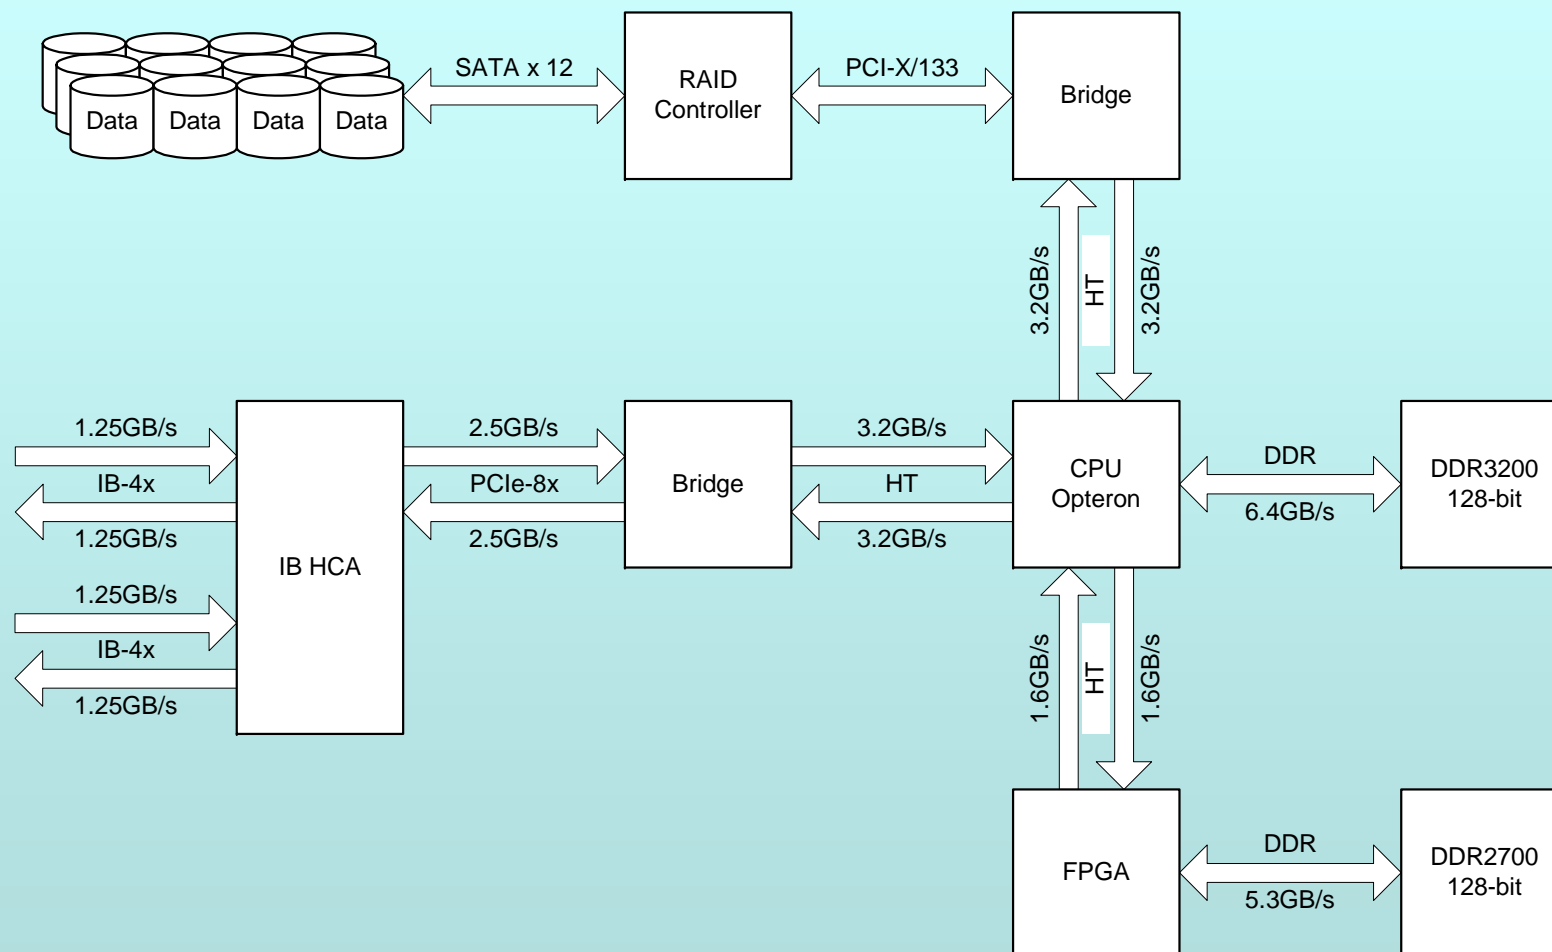 Data
Data
Data
Data
SATA x 12
RAID
Controller
PCI-X/133
Bridge
3.2GB/s
HT
3.2GB/s
1.25GB/s
IB-4x
1.25GB/s
1.25GB/s
IB-4x
1.25GB/s
IB HCA
2.5GB/s
PCIe-8x
2.5GB/s
Bridge
3.2GB/s
HT
3.2GB/s
CPU
Opteron
DDR
6.4GB/s
DDR3200
128-bit
1.6GB/s
HT
1.6GB/s
FPGA
DDR
5.3GB/s
DDR2700
128-bit